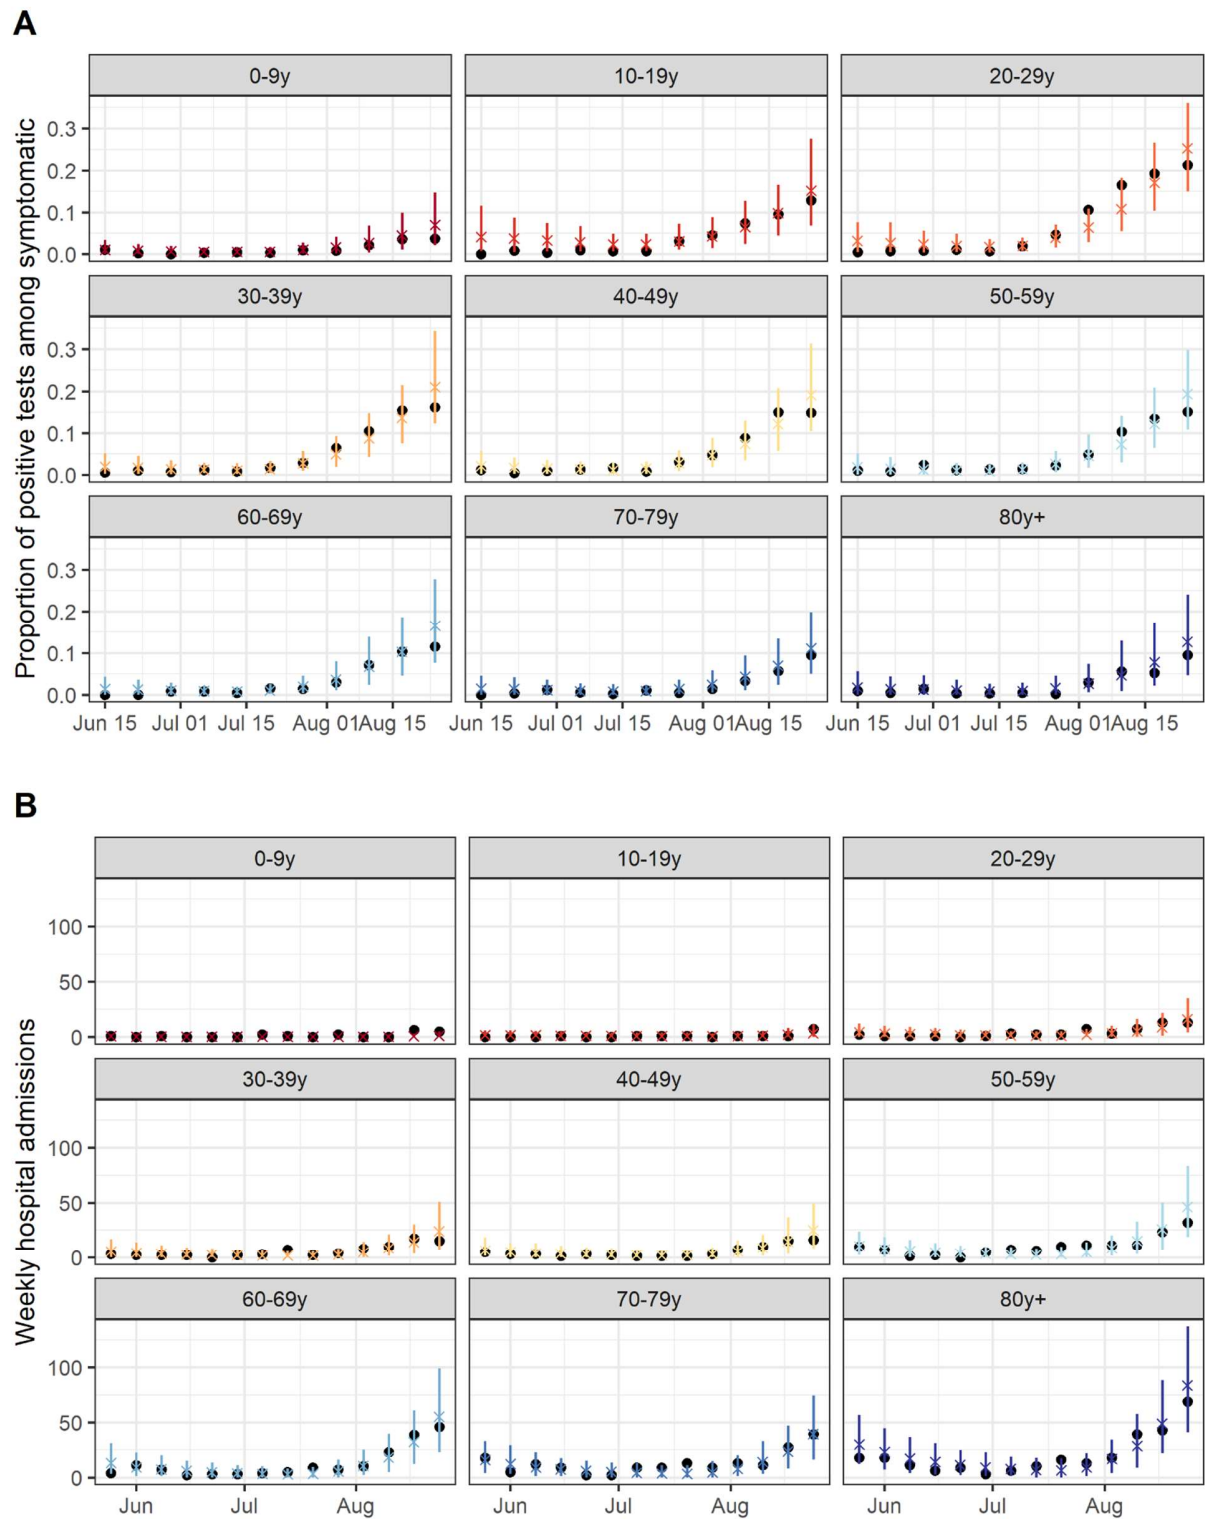 A
Proportion of positive tests among symptomatic
0-9y 10-19y 20-29y
0.3
0.2
0.1
0.0
30-39y 40-49y 50-59y
0.3
0.2
0.1
0.0
60-69y 70-79y 80y+
0.3
0.2
0.1
0.0
Jun 15 Jul 01 Jul 15 Aug 01 Aug 15 Jun 15 Jul 01 Jul 15 Aug 01 Aug 15 Jun 15 Jul 01 Jul 15 Aug 01 Aug 15
B
Weekly hospital admissions
0-9y 10-19y 20-29y
100
50
0
30-39y 40-49y 50-59y
100
50
0
60-69y 70-79y 80y+
100
50
0
Jun Jul Aug Jun Jul Aug Jun Jul Aug